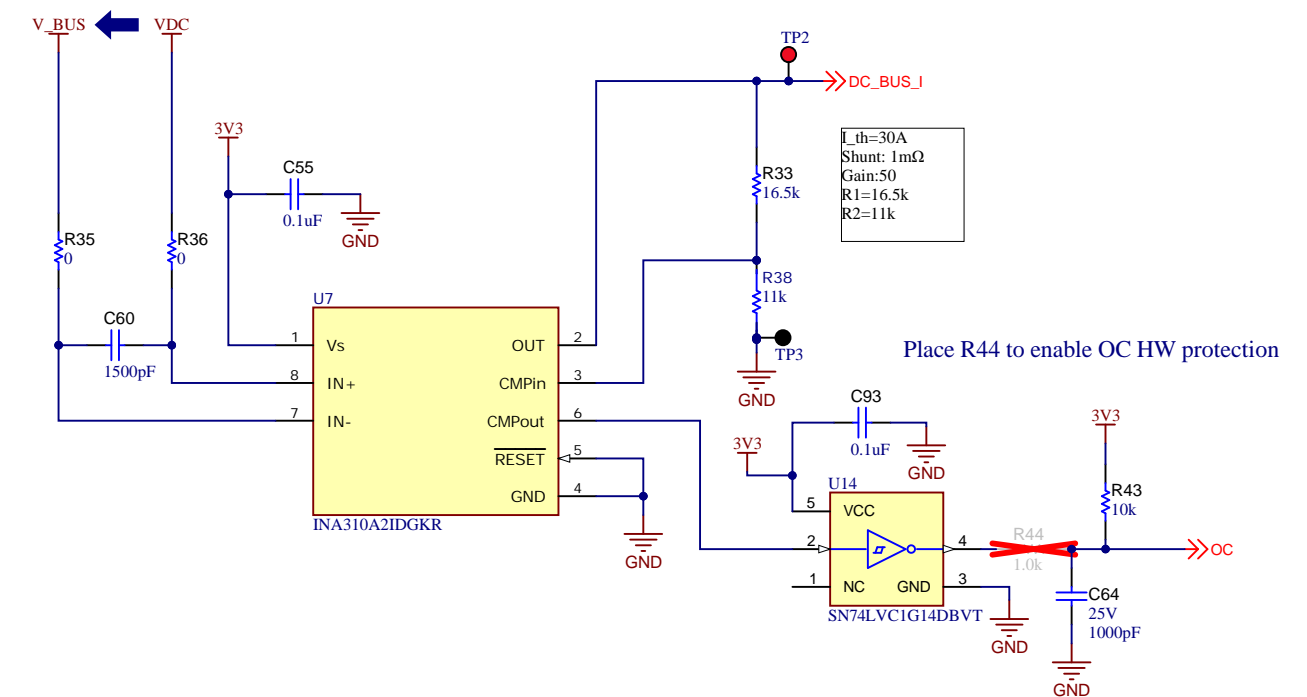 V_BUS
VDC
TP2
DC_BUS_I
3V3
C55
0.1uF
GND
I_th=30A
Shunt: 1mΩ
Gain:50
R1=16.5k
R2=11k
R33
16.5k
R35
0
R36
0
R38
11k
U7
C60
1500pF
1
Vs
OUT
2
8
IN+
CMPin
3
7
IN-
CMPout
6
RESET
5
GND
4
INA310A2IDGKR
GND
TP3
GND
Place R44 to enable OC HW protection
C93
0.1uF
GND
3V3
3V3
U14
5
VCC
2
4
1
NC
GND
3
SN74LVC1G14DBVT
GND
R44
1.0k
R43
10k
OC
C64
25V
1000pF
GND